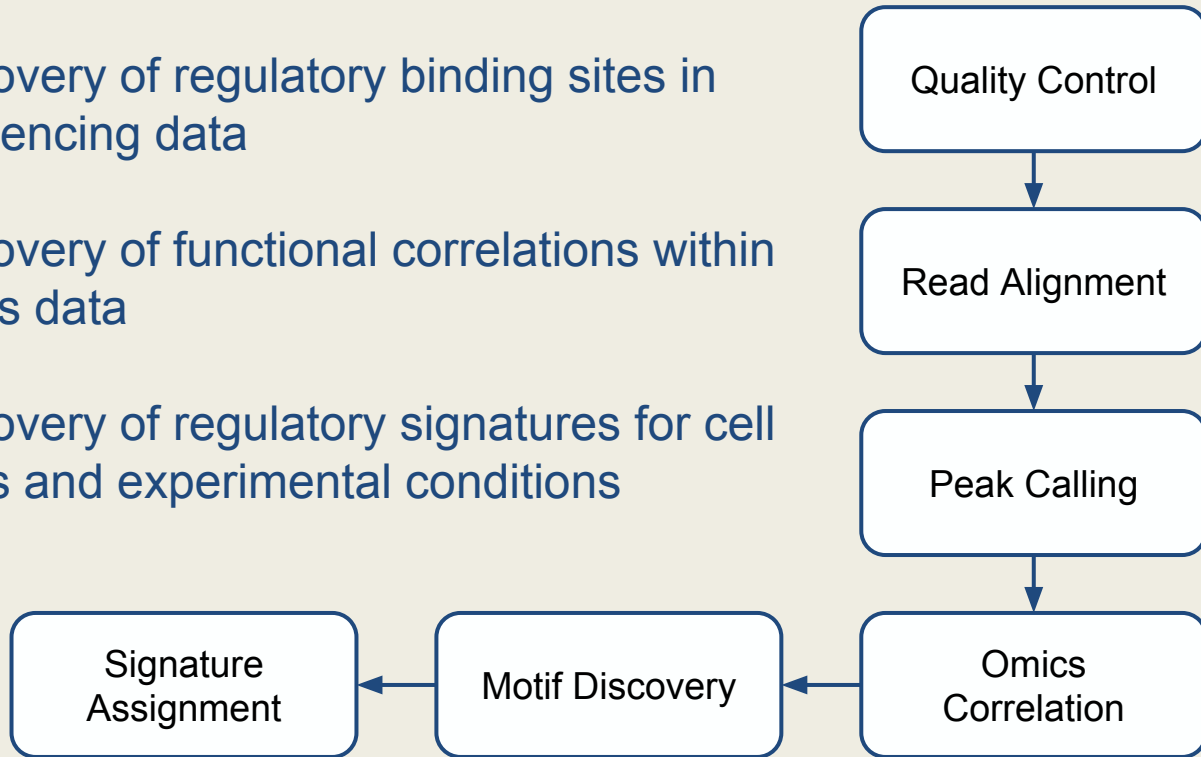 overy of regulatory binding sites in
encing data
overy of functional correlations within
s data
overy of regulatory signatures for cell
s and experimental conditions
Quality Control
Read Alignment
Peak Calling
Omics
Correlation
Motif Discovery
Signature
Assignment